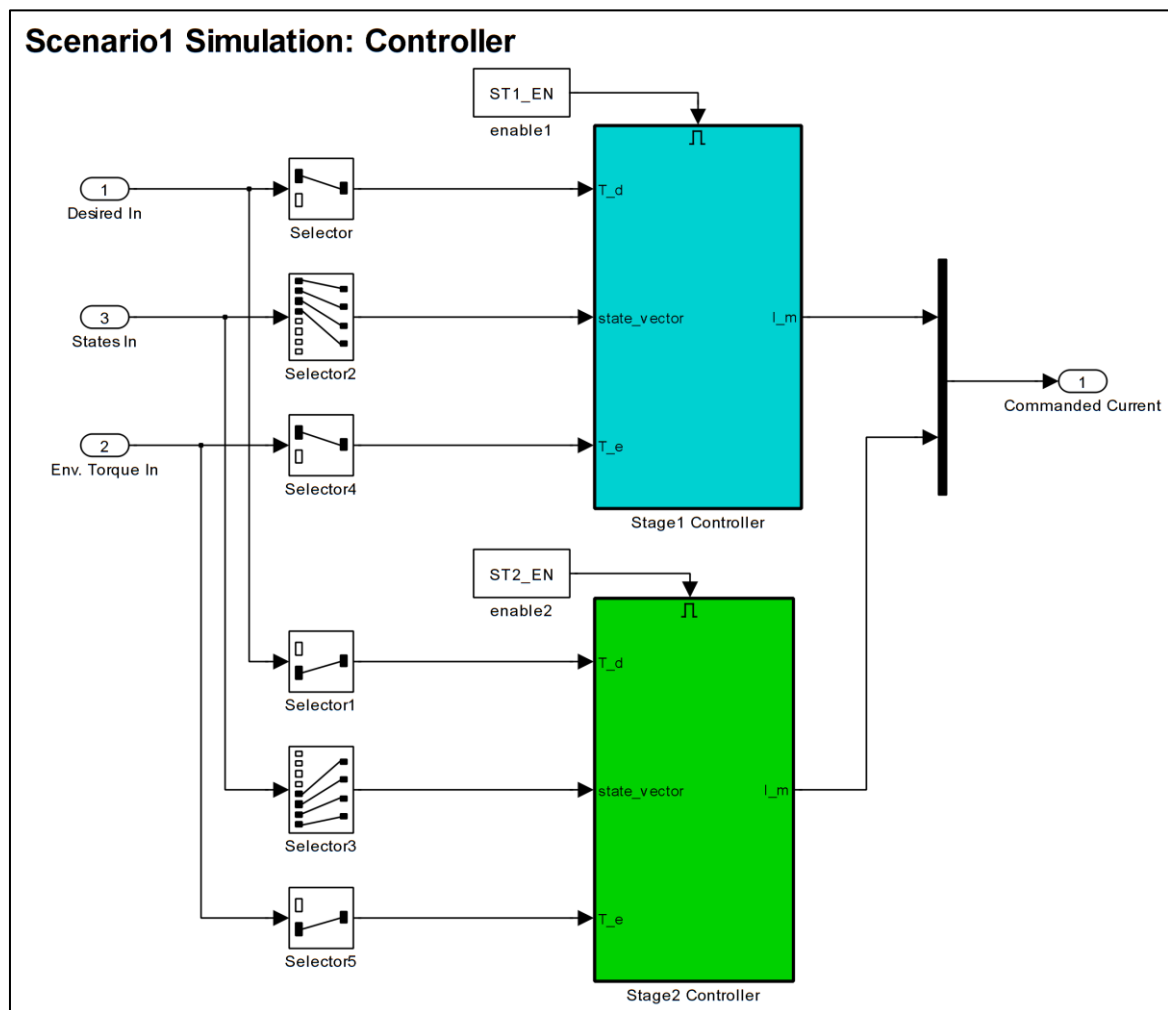 Scenario1 Simulation: Controller
ST1_EN
enable1
1
Desired In
Selector
T_d
3
States In
Selector2
state_vector
I_m
2
Env. Torque In
Selector4
T_e
Stage1 Controller
1
Commanded Current
ST2_EN
enable2
Selector1
T_d
Selector3
state_vector
I_m
Selector5
T_e
Stage2 Controller